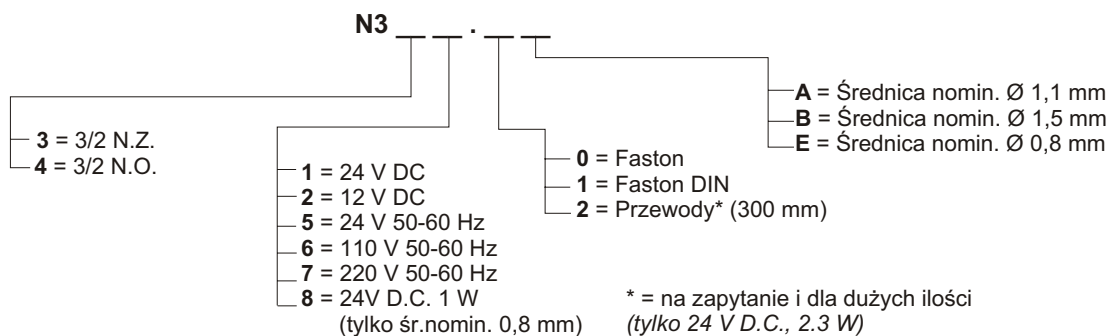 N3 __ __ . __ __
A = Średnica nomin. Ø 1,1 mm
B = Średnica nomin. Ø 1,5 mm
E = Średnica nomin. Ø 0,8 mm
3 = 3/2 N.Z.
4 = 3/2 N.O.
0 = Faston
1 = Faston DIN
2 = Przewody* (300 mm)
1 = 24 V DC
2 = 12 V DC
5 = 24 V 50-60 Hz
6 = 110 V 50-60 Hz
7 = 220 V 50-60 Hz
8 = 24V D.C. 1 W
(tylko śr.nomin. 0,8 mm)
* = na zapytanie i dla dużych ilości
(tylko 24 V D.C., 2.3 W)